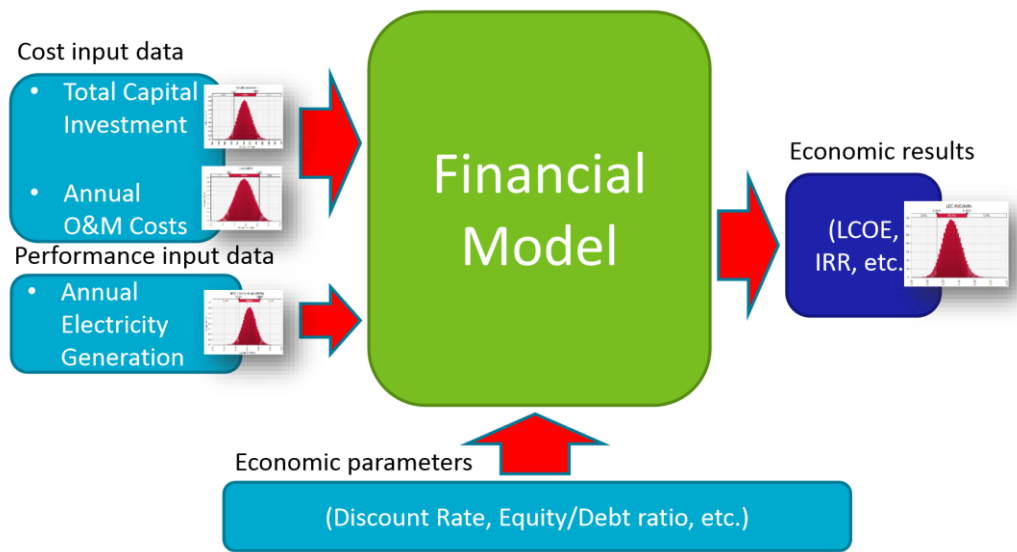 Cost input data
• Total Capital
Investment
• Annual
O&M Costs
Performance input data
• Annual
Electricity
Generation
Financial
Model
Economic results
(LCOE,
IRR, etc.
Economic parameters
(Discount Rate, Equity/Debt ratio, etc.)